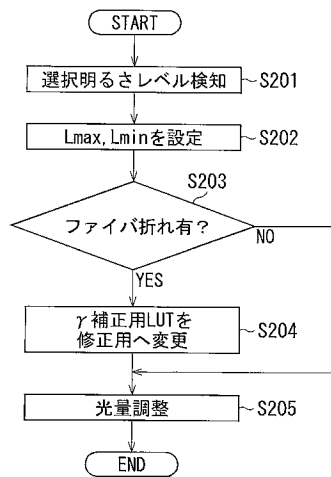 START
選択明るさレベル検知
S201
Lmax,Lminを設定
S202
S203
ファイバ折れ有?
NO
YES
γ補正用LUTを
修正用へ変更
S204
光量調整
S205
END